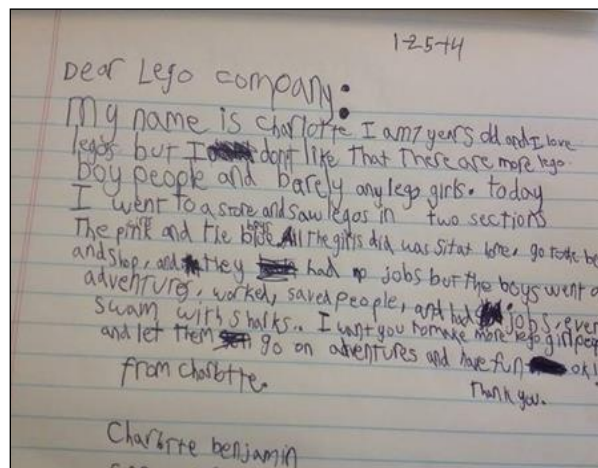 1-25-14
Dear Lego company:
My name is Charlotte I am 7 years old and I love
legos but I dont like that there are more lego
boy people and barely any lego girls. today
I went to a store and saw legos in two sections
The pink girls and the blue boys All the girls did was sit at home, go to the be
and shop, and they had no jobs but the boys went o
adventures, worked, saved people, and had jobs, even
swam with sharks.. I want you to make more lego girl peop
and let them go on adventures and have fun ok!
from Charlotte.
Thank you.
Charlotte benjamin